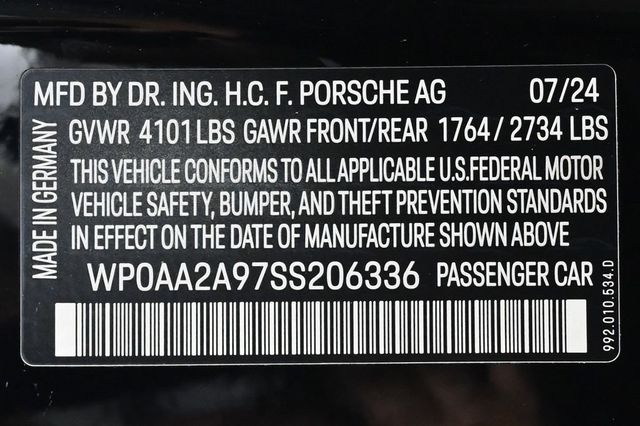 MFD BY DR. ING. H.C. F. PORSCHE AG 07/24
GVWR 4101 LBS GAWR FRONT/REAR 1764 / 2734 LBS
THIS VEHICLE CONFORMS TO ALL APPLICABLE U.S.FEDERAL MOTOR
VEHICLE SAFETY, BUMPER, AND THEFT PREVENTION STANDARDS
IN EFFECT ON THE DATE OF MANUFACTURE SHOWN ABOVE
WP0AA2A97SS206336 PASSENGER CAR
MADE IN GERMANY
992.010.534.D